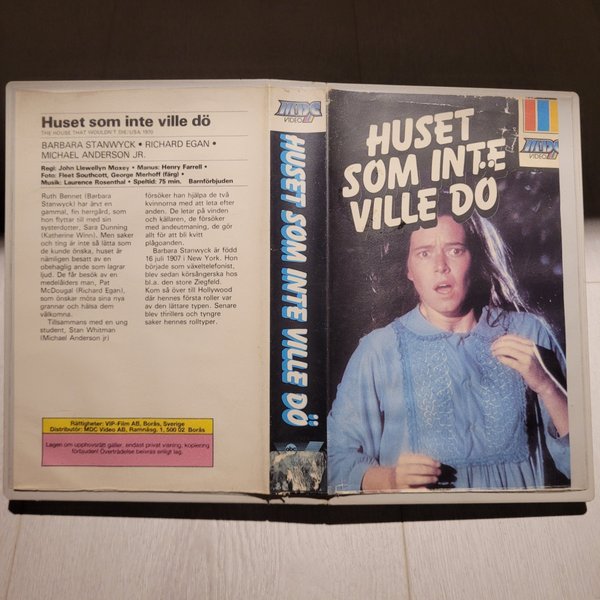 Huset som inte ville dö
THE HOUSE THAT WOULDN'T DIE/USA 1970
BARBARA STANWYCK • RICHARD EGAN •
MICHAEL ANDERSON JR.
Regi: John Llewellyn Moxey • Manus: Henry Farrell •
Foto: Fleet Southcott, George Merhoff (färg) •
Musik: Laurence Rosenthal • Speltid: 75 min. Barnförbjuden
Ruth Bennet (Barbara
Stanwyck) har ärvt en
gammal, fin herrgård, som
hon flyttar till med sin
systerdotter, Sara Dunning
(Katherine Winn). Men saker
och ting är inte så lätta som
de kunde önska, huset är
nämligen besatt av en
obehaglig ande som lagrar
ljud. De får besök av en
medelålders man, Pat
McDougal (Richard Egan),
som önskar möta sina nya
grannar och hälsa dem
välkomna.
Tillsammans med en ung
student, Stan Whitman
(Michael Anderson jr)
försöker han hjälpa de två
kvinnorna med att leta efter
anden. De letar på vinden
och källaren, de försöker
med andeutmaning, de gör
allt för att bli kvitt
plågoanden.
Barbara Stanwyck är född
16 juli 1907 i New York. Hon
började som växeltelefonist,
blev sedan körsångerska hos
bl.a. den store Ziegfeld.
Kom så över till Hollywood
där hennes första roller var
av den lättare typen. Senare
blev thrillers och tyngre
saker hennes rolltyper.
Rättigheter: VIP-Film AB, Borås, Sverige
Distributör: MDC Video AB, Ramnäsg. 1, 500 02 Borås
Lagen om upphovsrätt gäller, endast privat visning, kopiering
förbjuden! Överträdelse beivras enligt lag.
MDC
VIDEO
HUSET SOM INTE VILLE DÖ
abc
MDC
VIDEO
HUSET
SOM INTE
VILLE DÖ